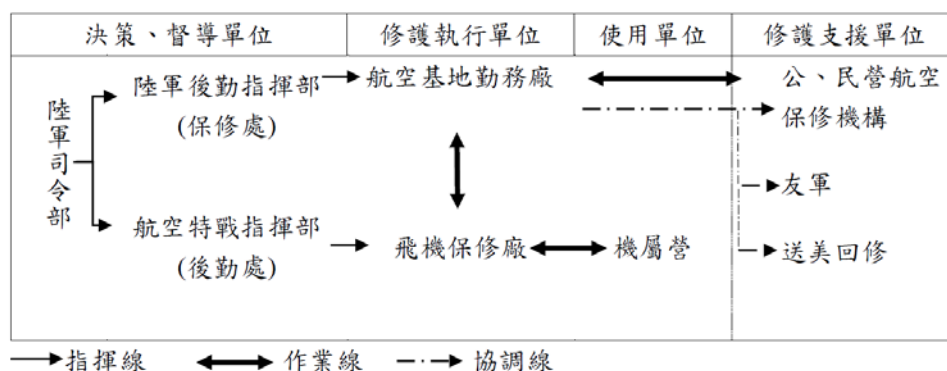 決策、督導單位 修護執行單位 使用單位 修護支援單位
陸軍司令部
陸軍後勤指揮部
(保修處)
航空基地勤務廠
公、民營航空
保修機構
友軍
航空特戰指揮部
(後勤處)
飛機保修廠
機屬營
送美回修
指揮線 作業線 協調線